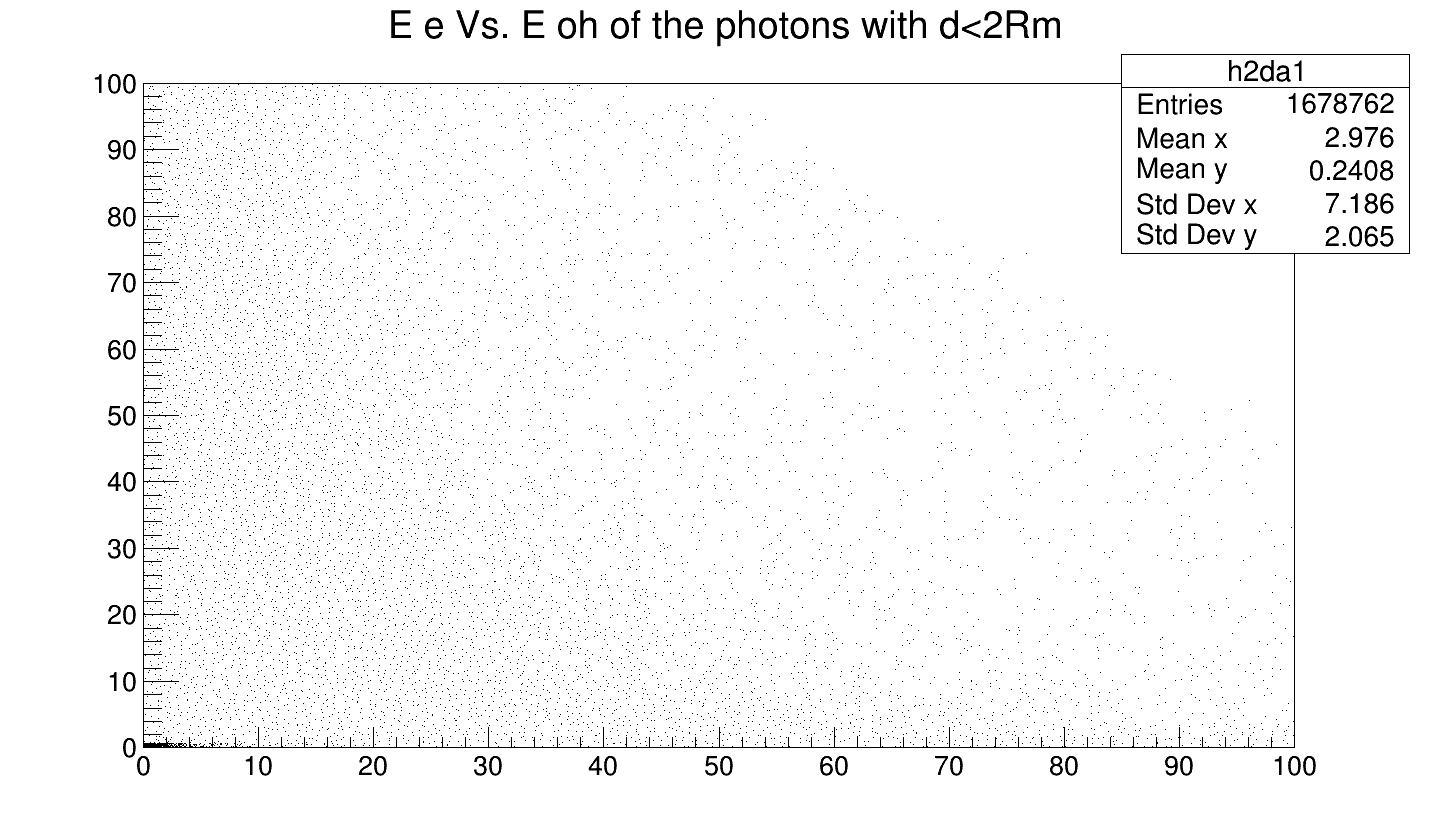 E e Vs. E oh of the photons with d<2Rm
h2da1
Entries 1678762
Mean x 2.976
Mean y 0.2408
Std Dev x 7.186
Std Dev y 2.065
100
90
80
70
60
50
40
30
20
10
0
0 10 20 30 40 50 60 70 80 90 100